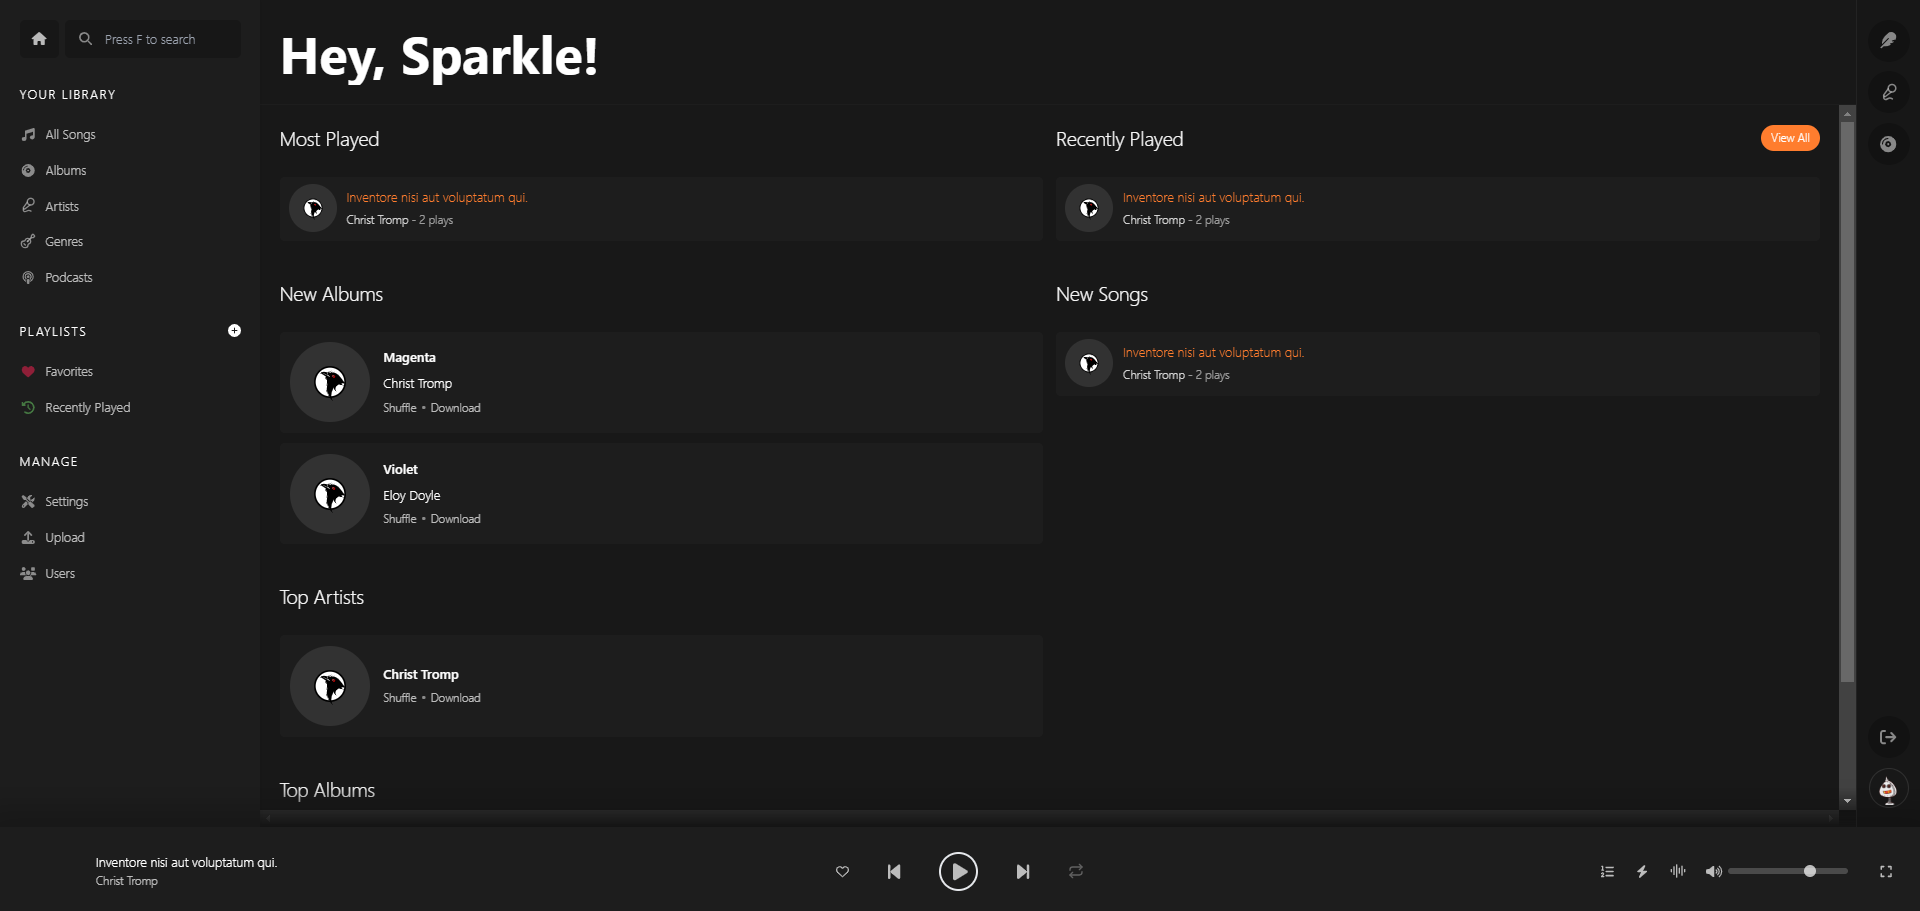 Press F to search
YOUR LIBRARY
All Songs
Albums
Artists
Genres
Podcasts
PLAYLISTS
Favorites
Recently Played
MANAGE
Settings
Upload
Users
Hey, Sparkle!
Most Played
Inventore nisi aut voluptatum qui.
Christ Tromp - 2 plays
Recently Played
View All
Inventore nisi aut voluptatum qui.
Christ Tromp - 2 plays
New Albums
Magenta
Christ Tromp
Shuffle • Download
Violet
Eloy Doyle
Shuffle • Download
New Songs
Inventore nisi aut voluptatum qui.
Christ Tromp - 2 plays
Top Artists
Christ Tromp
Shuffle • Download
Top Albums
Inventore nisi aut voluptatum qui.
Christ Tromp